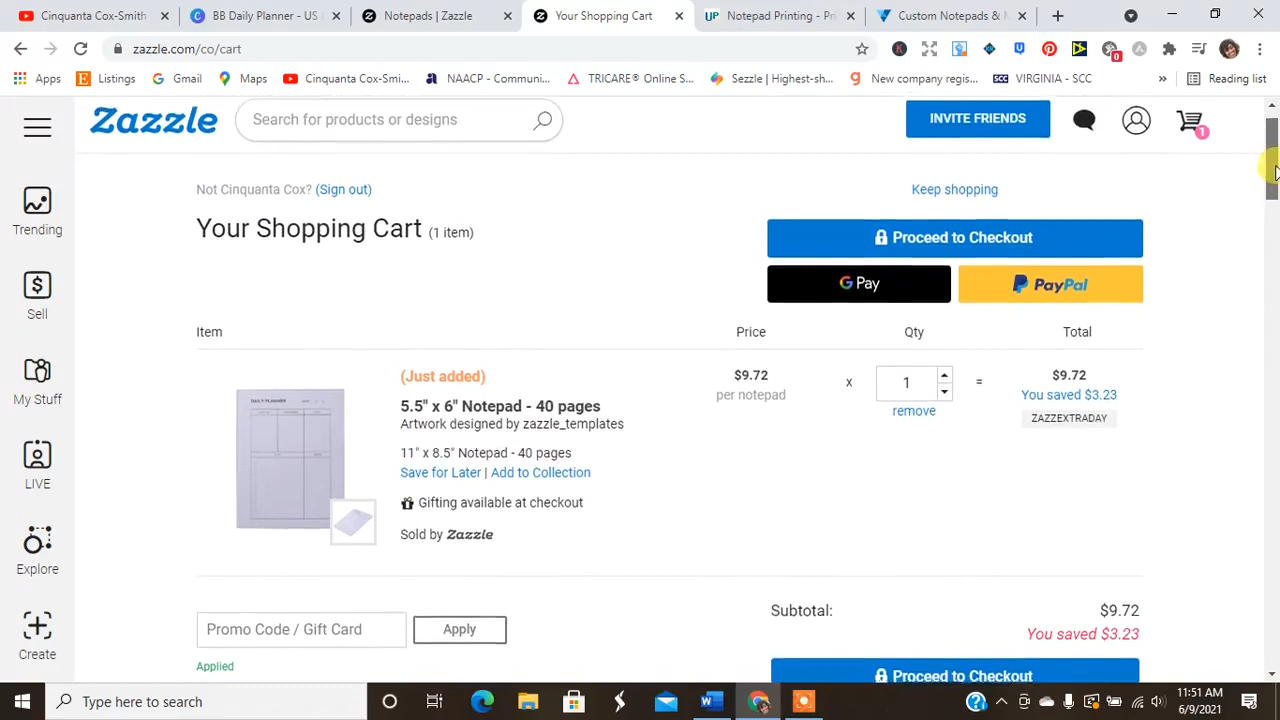 Cinquanta Cox-Smith
BB Daily Planner - US
Notepads | Zazzle
Your Shopping Cart
Notepad Printing - Pr
Custom Notepads & N
zazzle.com/co/cart
0
Apps
Listings
Gmail
Maps
Cinquanta Cox-Smi...
NAACP - Communi...
TRICARE® Online S...
Sezzle | Highest-sh...
New company regis...
SCC VIRGINIA - SCC
»
Reading list
Zazzle
Search for products or designs
INVITE FRIENDS
1
Not Cinquanta Cox? (Sign out)
Keep shopping
Trending
Your Shopping Cart (1 item)
Proceed to Checkout
G Pay
PayPal
Sell
Item
Price
Qty
Total
(Just added)
$9.72
x
1
=
$9.72
My Stuff
DAILY PLANNER
5.5" x 6" Notepad - 40 pages
per notepad
remove
You saved $3.23
Artwork designed by zazzle_templates
ZAZZEXTRADAY
11" x 8.5" Notepad - 40 pages
Save for Later | Add to Collection
LIVE
Gifting available at checkout
Sold by Zazzle
Explore
Subtotal:
$9.72
Promo Code / Gift Card
Apply
You saved $3.23
Create
Applied
Proceed to Checkout
Type here to search
11:51 AM
6/9/2021